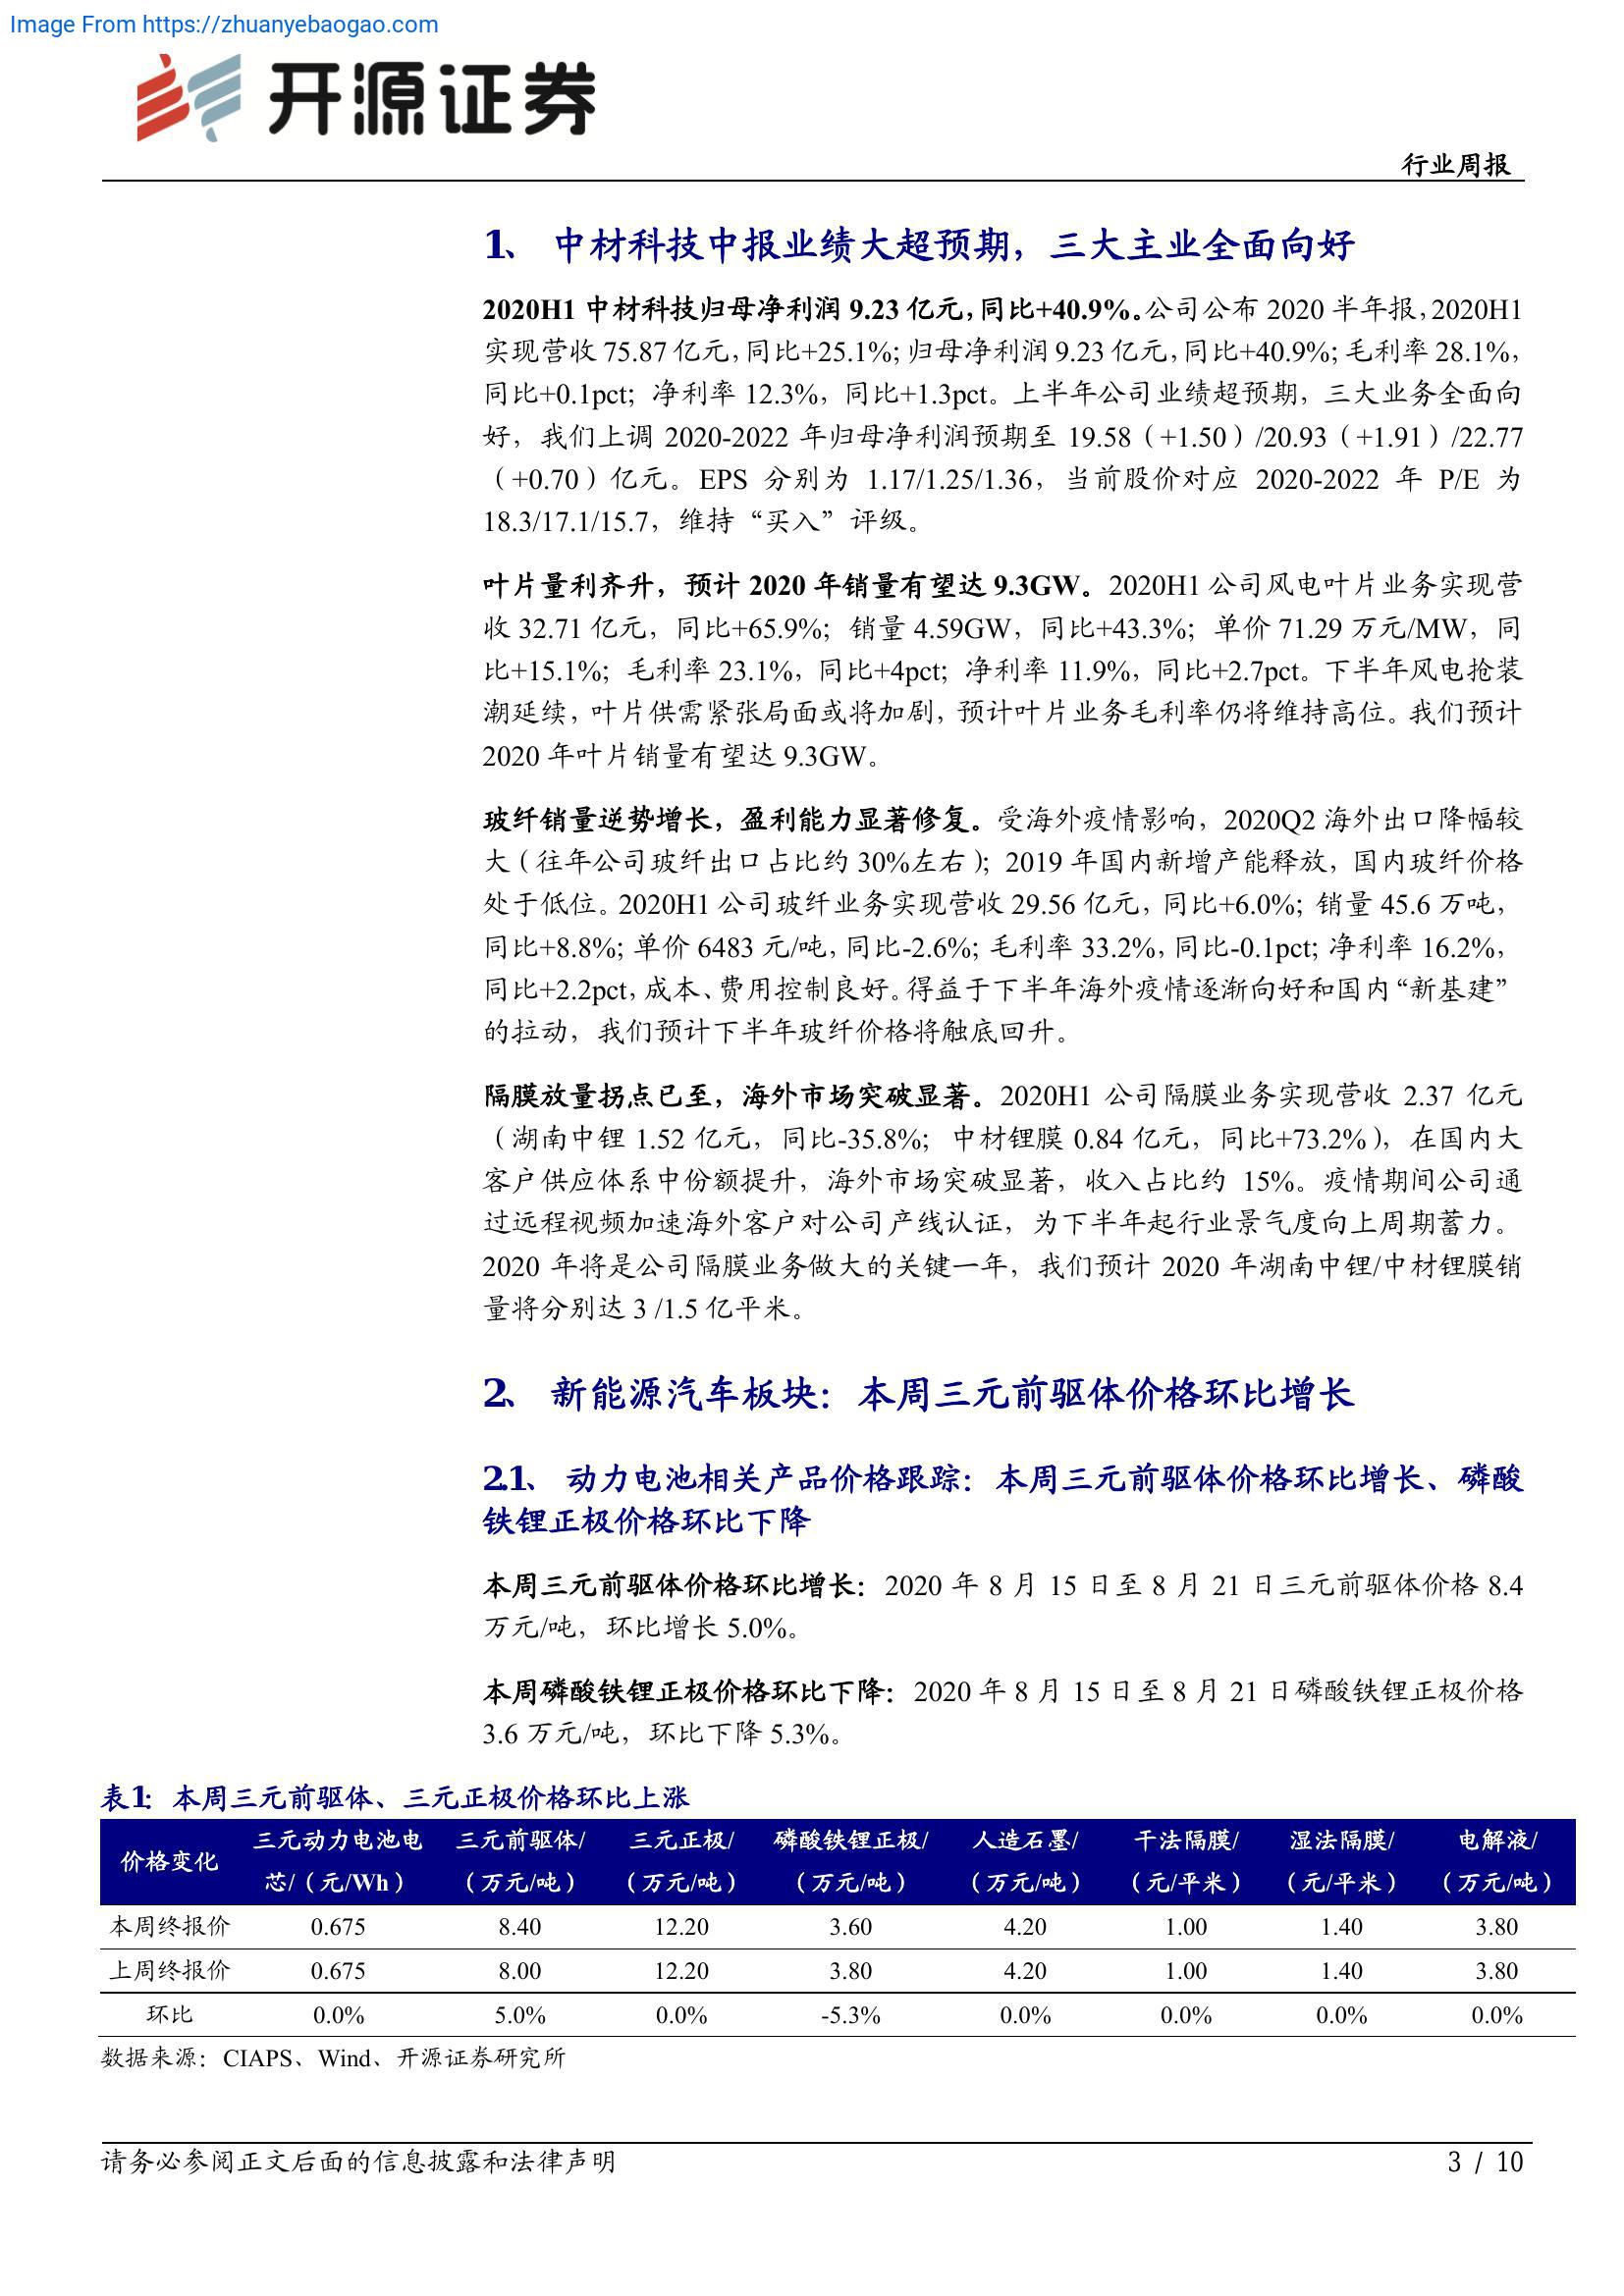 Image From https://zhuanyebaogao.com
开源证券
行业周报
1、 中材科技中报业绩大超预期，三大主业全面向好
2020H1 中材科技归母净利润 9.23 亿元，同比+40.9%。公司公布 2020 半年报，2020H1
实现营收 75.87 亿元，同比+25.1%；归母净利润 9.23 亿元，同比+40.9%；毛利率 28.1%，
同比+0.1pct；净利率 12.3%，同比+1.3pct。上半年公司业绩超预期，三大业务全面向
好，我们上调 2020-2022 年归母净利润预期至 19.58（+1.50）/20.93（+1.91）/22.77
（+0.70）亿元。EPS 分别为 1.17/1.25/1.36，当前股价对应 2020-2022 年 P/E 为
18.3/17.1/15.7，维持“买入”评级。
叶片量利齐升，预计 2020 年销量有望达 9.3GW。2020H1 公司风电叶片业务实现营
收 32.71 亿元，同比+65.9%；销量 4.59GW，同比+43.3%；单价 71.29 万元/MW，同
比+15.1%；毛利率 23.1%，同比+4pct；净利率 11.9%，同比+2.7pct。下半年风电抢装
潮延续，叶片供需紧张局面或将加剧，预计叶片业务毛利率仍将维持高位。我们预计
2020 年叶片销量有望达 9.3GW。
玻纤销量逆势增长，盈利能力显著修复。受海外疫情影响，2020Q2 海外出口降幅较
大（往年公司玻纤出口占比约 30%左右）；2019 年国内新增产能释放，国内玻纤价格
处于低位。2020H1 公司玻纤业务实现营收 29.56 亿元，同比+6.0%；销量 45.6 万吨，
同比+8.8%；单价 6483 元/吨，同比-2.6%；毛利率 33.2%，同比-0.1pct；净利率 16.2%，
同比+2.2pct，成本、费用控制良好。得益于下半年海外疫情逐渐向好和国内“新基建”
的拉动，我们预计下半年玻纤价格将触底回升。
隔膜放量拐点已至，海外市场突破显著。2020H1 公司隔膜业务实现营收 2.37 亿元
（湖南中锂 1.52 亿元，同比-35.8%；中材锂膜 0.84 亿元，同比+73.2%），在国内大
客户供应体系中份额提升，海外市场突破显著，收入占比约 15%。疫情期间公司通
过远程视频加速海外客户对公司产线认证，为下半年起行业景气度向上周期蓄力。
2020 年将是公司隔膜业务做大的关键一年，我们预计 2020 年湖南中锂/中材锂膜销
量将分别达 3 /1.5 亿平米。
2、 新能源汽车板块：本周三元前驱体价格环比增长
2.1、 动力电池相关产品价格跟踪：本周三元前驱体价格环比增长、磷酸
铁锂正极价格环比下降
本周三元前驱体价格环比增长：2020 年 8 月 15 日至 8 月 21 日三元前驱体价格 8.4
万元/吨，环比增长 5.0%。
本周磷酸铁锂正极价格环比下降：2020 年 8 月 15 日至 8 月 21 日磷酸铁锂正极价格
3.6 万元/吨，环比下降 5.3%。
表1：本周三元前驱体、三元正极价格环比上涨
价格变化 三元动力电池电芯/（元/Wh） 三元前驱体/（万元/吨） 三元正极/（万元/吨） 磷酸铁锂正极/（万元/吨） 人造石墨/（万元/吨） 干法隔膜/（元/平米） 湿法隔膜/（元/平米） 电解液/（万元/吨）
本周终报价 0.675 8.40 12.20 3.60 4.20 1.00 1.40 3.80
上周终报价 0.675 8.00 12.20 3.80 4.20 1.00 1.40 3.80
环比 0.0% 5.0% 0.0% -5.3% 0.0% 0.0% 0.0% 0.0%
数据来源：CIAPS、Wind、开源证券研究所
请务必参阅正文后面的信息披露和法律声明
3 / 10